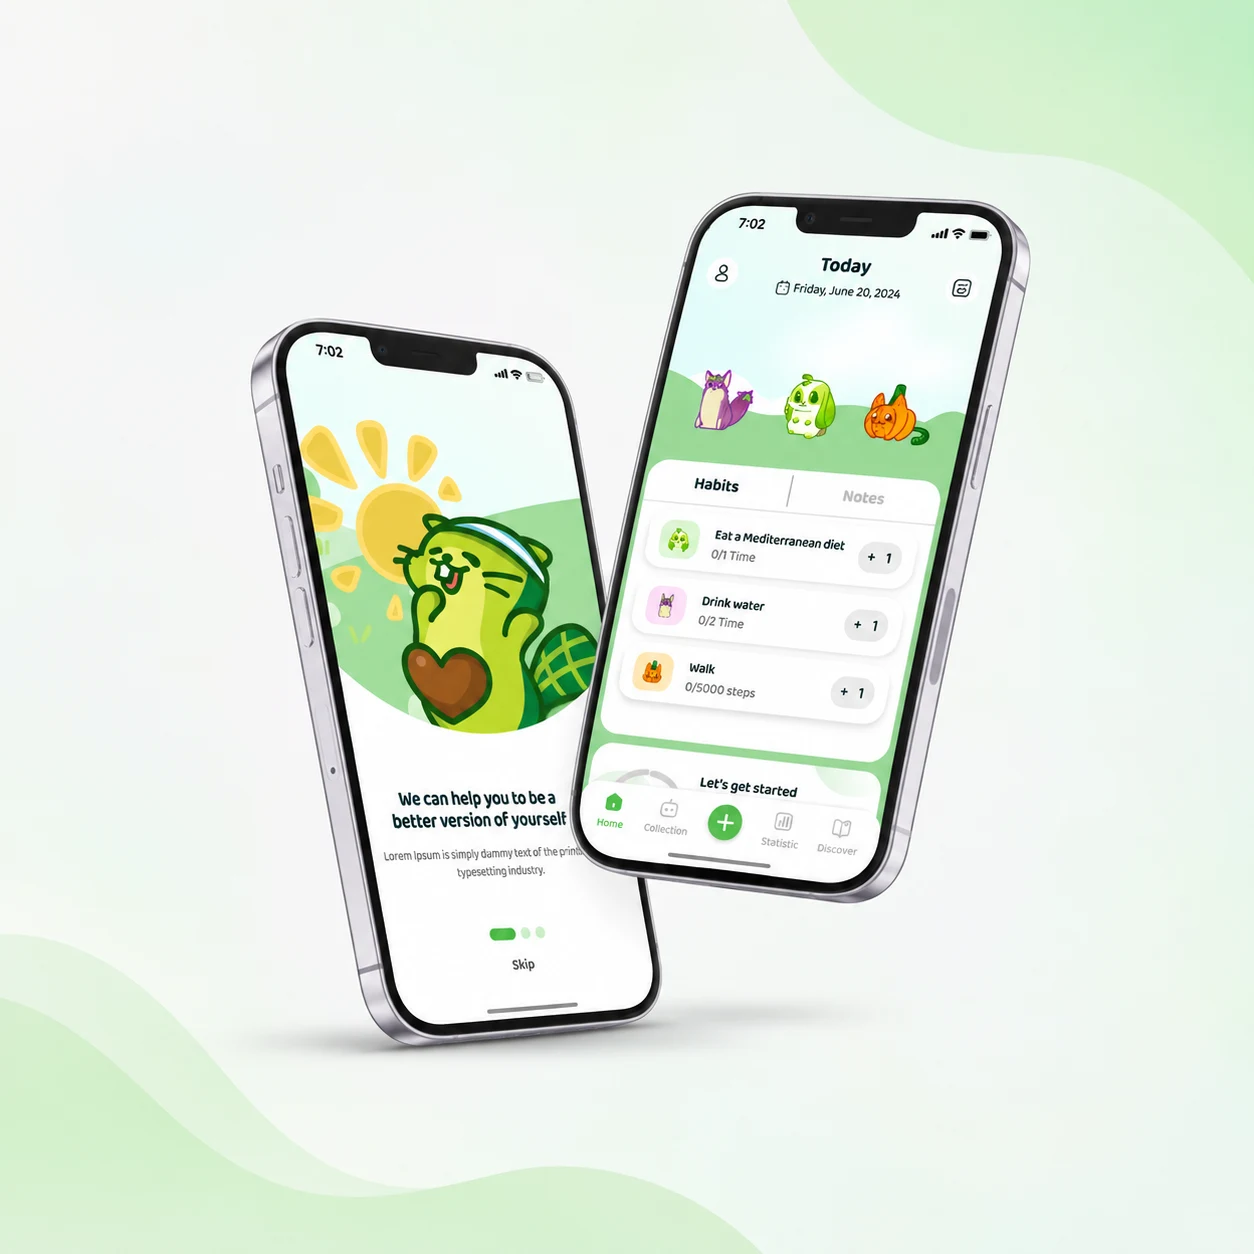 7:02
We can help you to be a
better version of yourself
Lorem Ipsum is simply dammy text of the
typesetting industry.
Skip
7:02
Today
Friday, June 20, 2024
Habits
Notes
Eat a Mediterranean diet
0/1 Time
+ 1
Drink water
0/2 Time
+ 1
Walk
0/5000 steps
+ 1
Let's get started
Home
Collection
Statistic
Discover